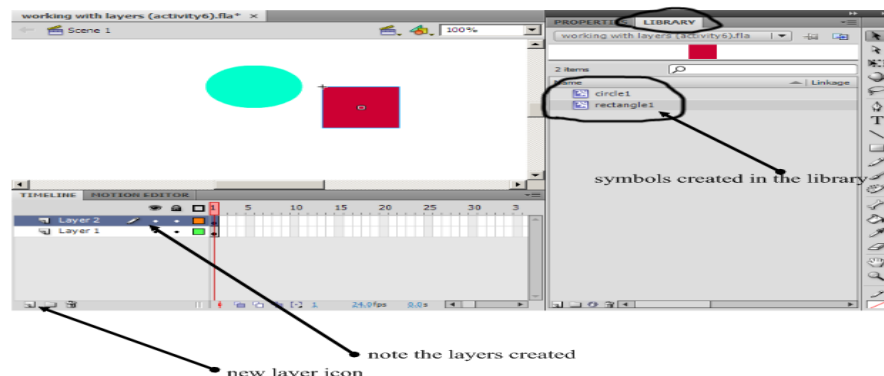 working with layers (activity6).fla* ×
Scene 1
100%
TIMELINE MOTION EDITOR
1 5 10 15 20 25 30 3
Layer 2
Layer 1
1 24.0fps 0.0s
PROPERTIES LIBRARY
working with layers (activity6).fla
2 items
Name Linkage
circle1
rectangle1
symbols created in the library
note the layers created
new layer icon